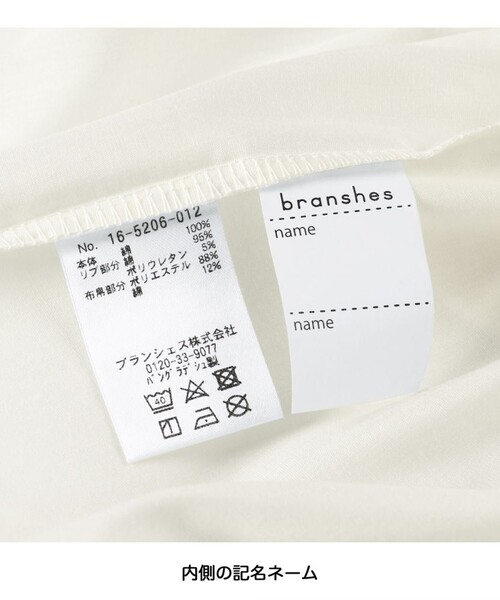 No. 16-5206-012
本体 綿 100%
リブ部分 綿 95%
ポリウレタン 5%
布帛部分 ポリエステル 88%
綿 12%
ブランシェス株式会社
0120-33-9077
バングラデシュ製
40
1
branshes
name
name
内側の記名ネーム